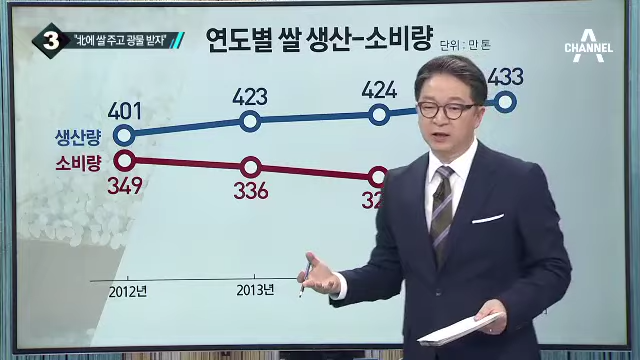 3 "北에 쌀 주고 광물 받자"
A CHANNEL
연도별 쌀 생산-소비량
단위 : 만 톤
401 423 424 433
생산량
소비량
349 336
2012년 2013년